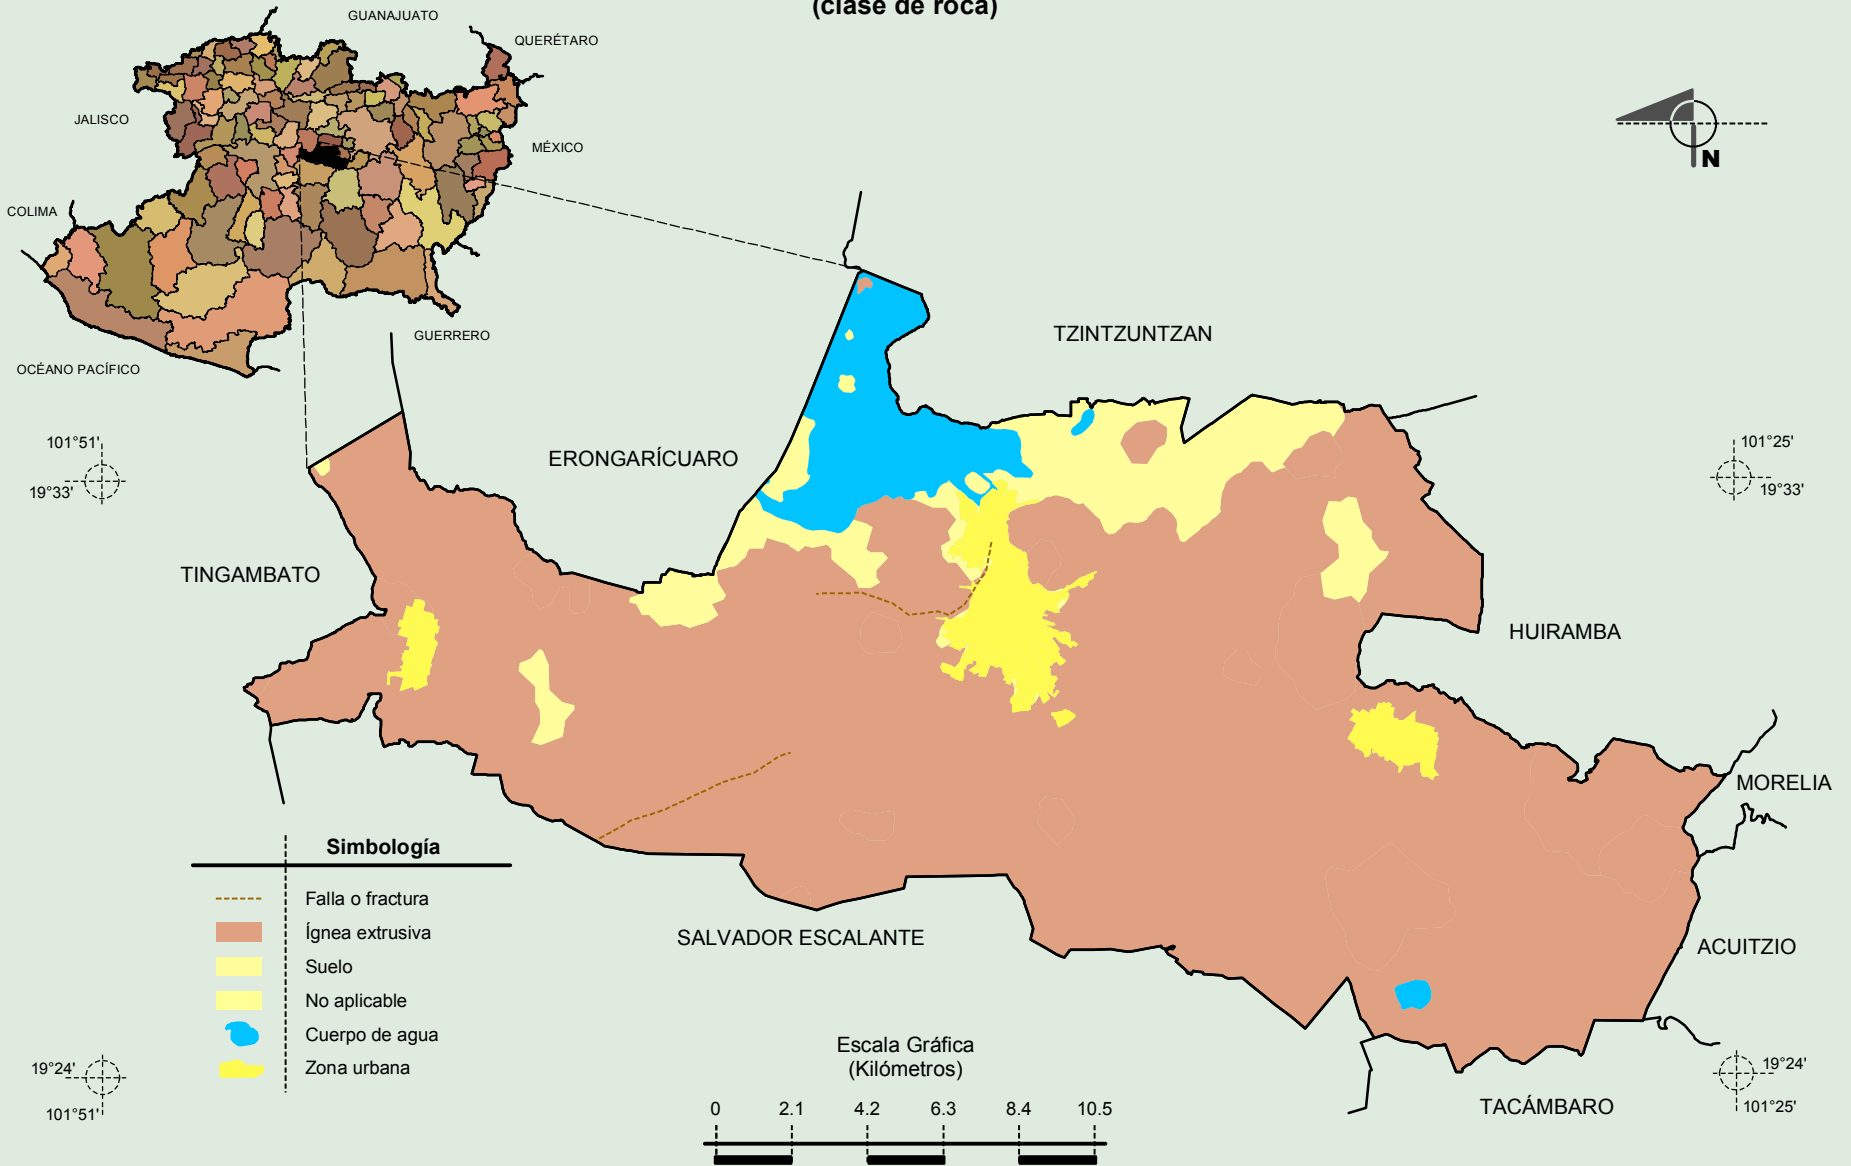 (clase de roca)
GUANAJUATO
QUERÉTARO
JALISCO
MÉXICO
COLIMA
GUERRERO
OCÉANO PACÍFICO
N
TZINTZUNTZAN
ERONGARÍCUARO
101°51'
19°33'
101°25'
19°33'
TINGAMBATO
HUIRAMBA
MORELIA
SALVADOR ESCALANTE
ACUITZIO
TACÁMBARO
Simbología
Falla o fractura
Ígnea extrusiva
Suelo
No aplicable
Cuerpo de agua
Zona urbana
19°24'
101°51'
19°24'
101°25'
Escala Gráfica
(Kilómetros)
0 2.1 4.2 6.3 8.4 10.5